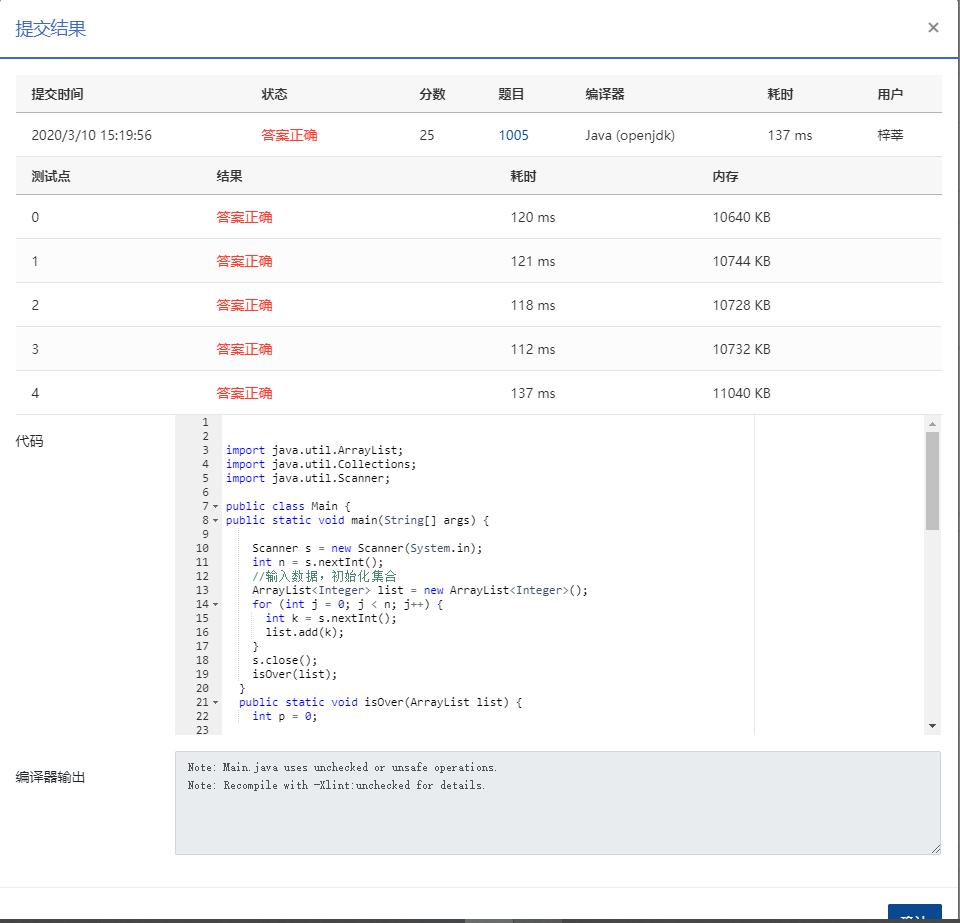 提交结果 ×
提交时间 状态 分数 题目 编译器 耗时 用户
2020/3/10 15:19:56 答案正确 25 1005 Java (openjdk) 137 ms 梓莘
测试点 结果 耗时 内存
0 答案正确 120 ms 10640 KB
1 答案正确 121 ms 10744 KB
2 答案正确 118 ms 10728 KB
3 答案正确 112 ms 10732 KB
4 答案正确 137 ms 11040 KB
代码
1
2
3 import java.util.ArrayList;
4 import java.util.Collections;
5 import java.util.Scanner;
6
7 public class Main {
8 public static void main(String[] args) {
9
10 Scanner s = new Scanner(System.in);
11 int n = s.nextInt();
12 //输入数据，初始化集合
13 ArrayList<Integer> list = new ArrayList<Integer>();
14 for (int j = 0; j < n; j++) {
15 int k = s.nextInt();
16 list.add(k);
17 }
18 s.close();
19 isOver(list);
20 }
21 public static void isOver(ArrayList list) {
22 int p = 0;
23
编译器输出
Note: Main.java uses unchecked or unsafe operations.
Note: Recompile with -Xlint:unchecked for details.